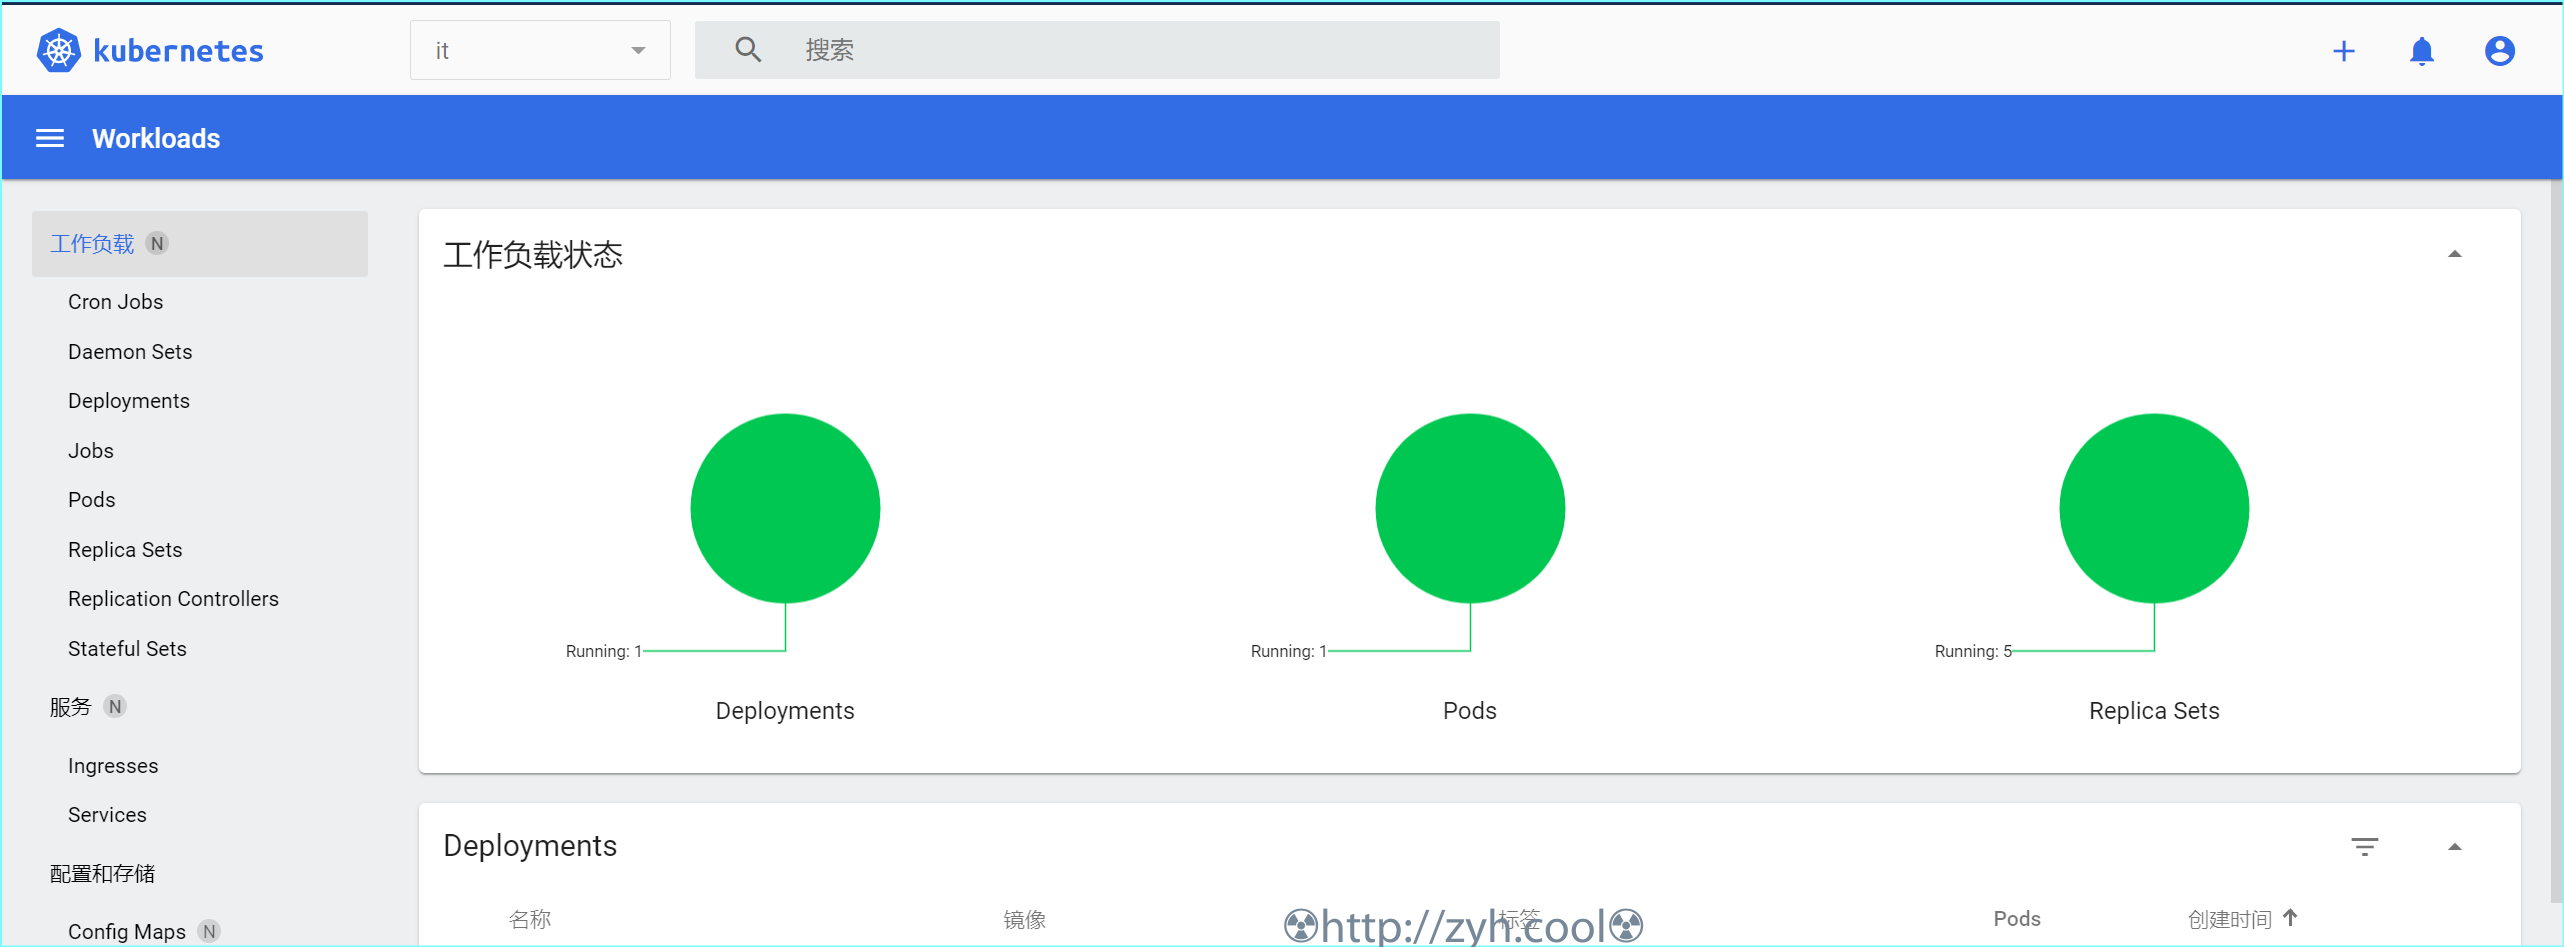 kubernetes
it
搜索
Workloads
工作负载 N
Cron Jobs
Daemon Sets
Deployments
Jobs
Pods
Replica Sets
Replication Controllers
Stateful Sets
服务 N
Ingresses
Services
配置和存储
Config Maps N
工作负载状态
Running: 1
Deployments
Running: 1
Pods
Running: 5
Replica Sets
Deployments
名称 镜像 标签 Pods 创建时间
http://zyh.cool